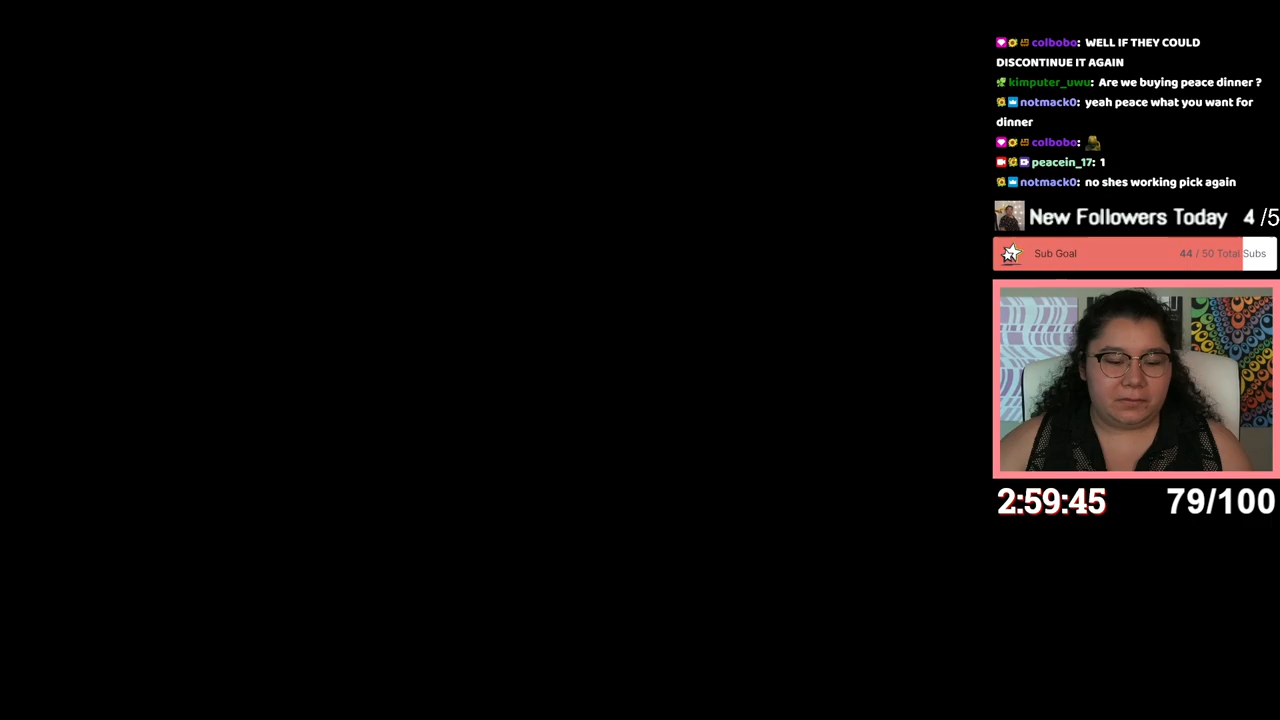 colbobo: WELL IF THEY COULD
DISCONTINUE IT AGAIN
kimputer_uwu: Are we buying peace dinner ?
notmack0: yeah peace what you want for
dinner
colbobo:
peacein_17: 1
notmack0: no shes working pick again
New Followers Today 4 /5
Sub Goal 44 / 50 Total Subs
2:59:45 79/100